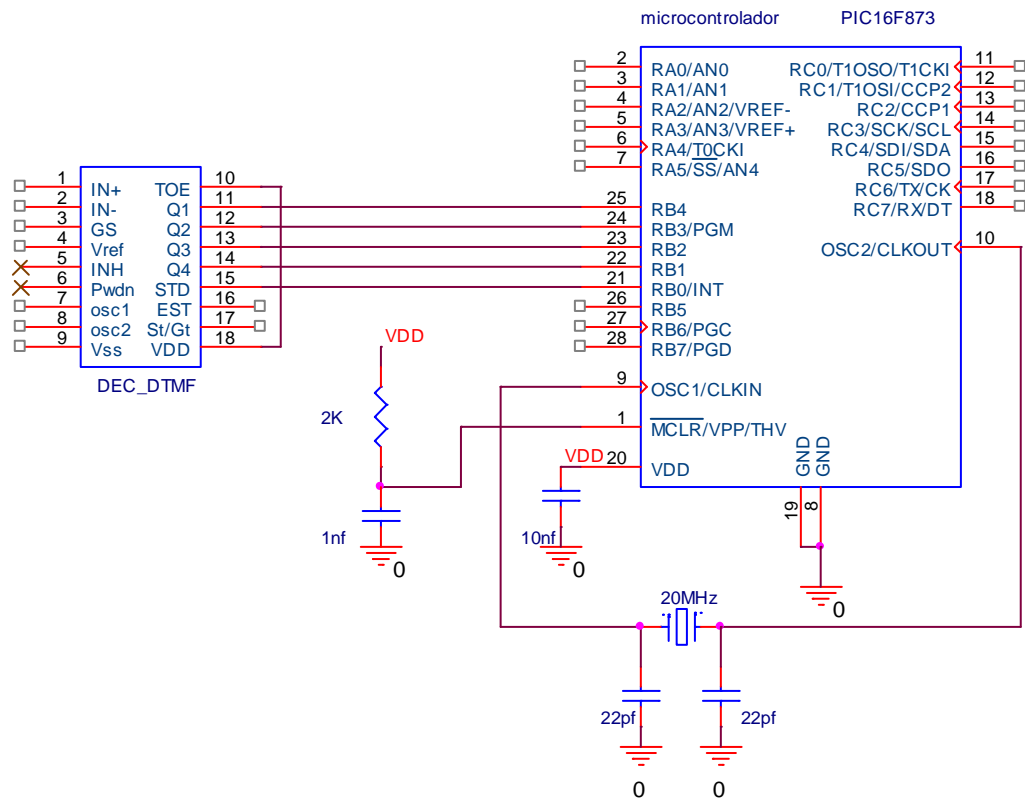 microcontrolador PIC16F873
2 RA0/AN0 RC0/T1OSO/T1CKI 11
3 RA1/AN1 RC1/T1OSI/CCP2 12
4 RA2/AN2/VREF- RC2/CCP1 13
5 RA3/AN3/VREF+ RC3/SCK/SCL 14
6 RA4/T0CKI RC4/SDI/SDA 15
7 RA5/SS/AN4 RC5/SDO 16
RC6/TX/CK 17
RC7/RX/DT 18
1 IN+ TOE 10
2 IN- Q1 11
3 GS Q2 12
4 Vref Q3 13
5 INH Q4 14
6 Pwdn STD 15
7 osc1 EST 16
8 osc2 St/Gt 17
9 Vss VDD 18
DEC_DTMF
25 RB4
24 RB3/PGM
23 RB2
22 RB1
21 RB0/INT
26 RB5
27 RB6/PGC
28 RB7/PGD
OSC2/CLKOUT 10
9 OSC1/CLKIN
1 MCLR/VPP/THV
VDD 20 VDD
GND GND
19 8
VDD
2K
1nf
0
10nf
0
0
20MHz
22pf 22pf
0 0